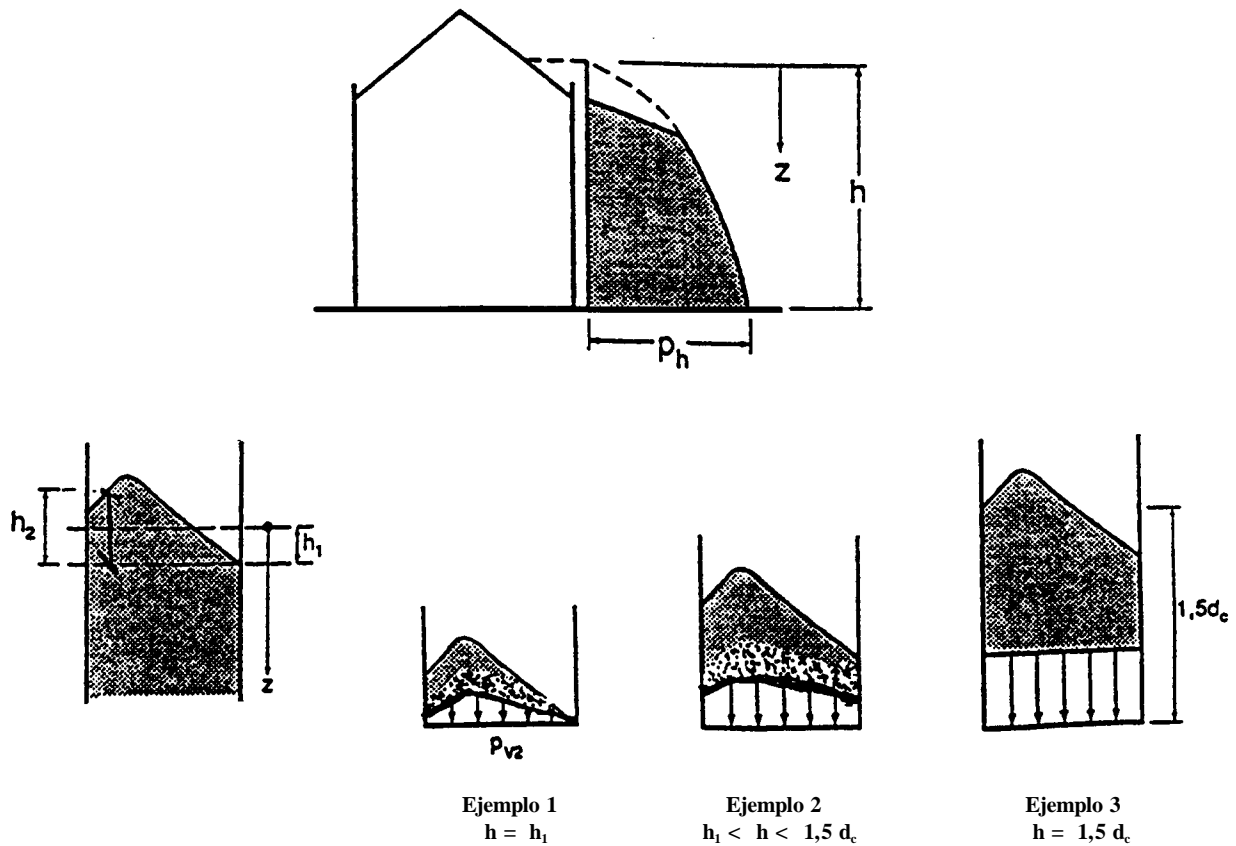 z
h
p_h
h_2
h_1
z
p_v2
1,5d_c
Ejemplo 1
h = h_1
Ejemplo 2
h_1 < h < 1,5 d_c
Ejemplo 3
h = 1,5 d_c